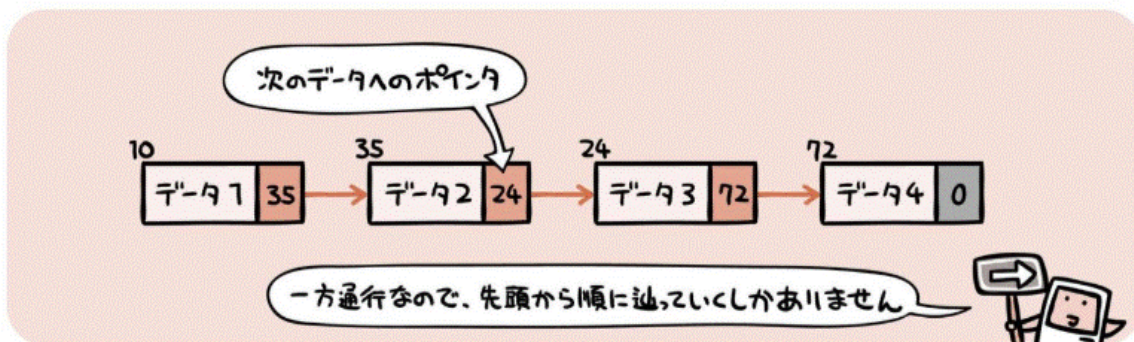 次のデータへのポインタ
10
35
24
72
データ1 35
データ2 24
データ3 72
データ4 0
一方通行なので、先頭から順に辿っていくしかありません